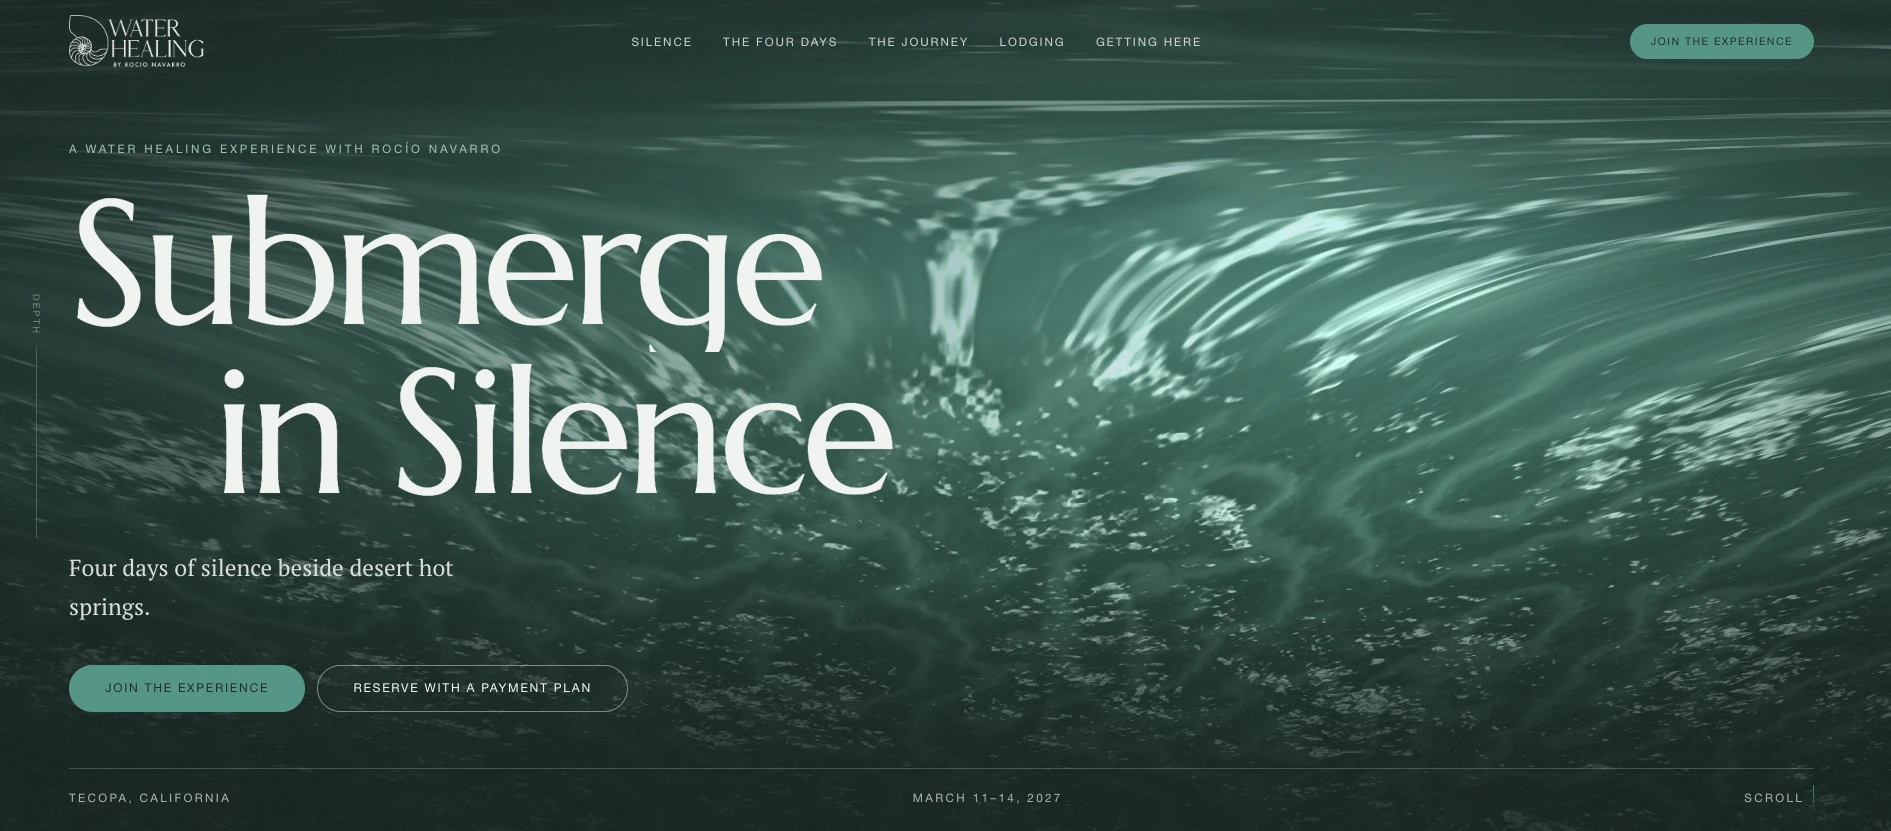 WATER
HEALING
BY ROCIO NAVARRO
SILENCE
THE FOUR DAYS
THE JOURNEY
LODGING
GETTING HERE
JOIN THE EXPERIENCE
A WATER HEALING EXPERIENCE WITH ROCÍO NAVARRO
Submerge
in Silence
DEPTH
Four days of silence beside desert hot
springs.
JOIN THE EXPERIENCE
RESERVE WITH A PAYMENT PLAN
TECOPA, CALIFORNIA
MARCH 11–14, 2027
SCROLL